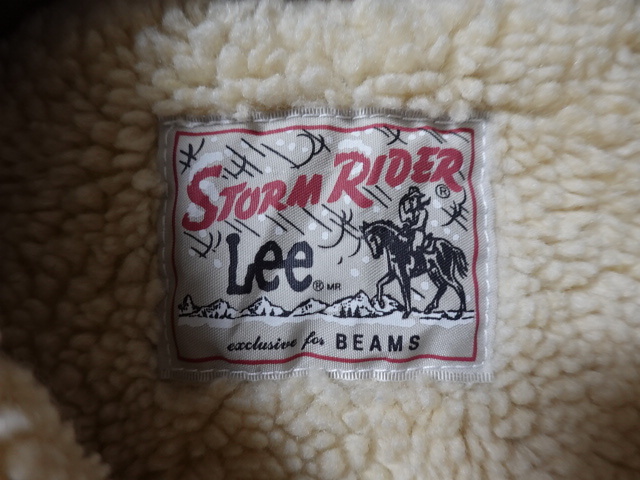 STORM RIDER ®
Lee ® MR
exclusive for BEAMS